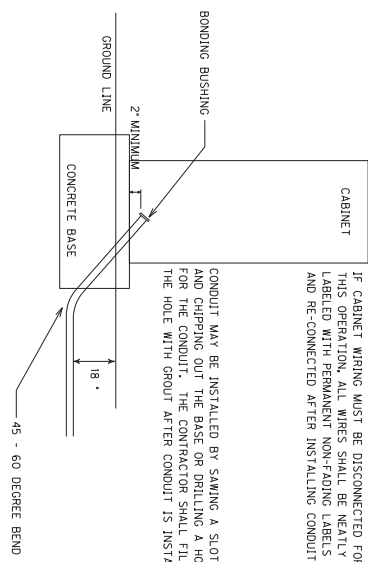 CABINET
BONDING BUSHING
GROUND LINE
2" MINIMUM
CONCRETE BASE
18 "
45 - 60 DEGREE BEND
IF CABINET WIRING MUST BE DISCONNECTED FOR
THIS OPERATION, ALL WIRES SHALL BE NEATLY
LABELED WITH PERMANENT NON-FADING LABELS
AND RE-CONNECTED AFTER INSTALLING CONDUIT
CONDUIT MAY BE INSTALLED BY SAWING A SLOT
AND CHIPPING OUT THE BASE OR DRILLING A HO
FOR THE CONDUIT. THE CONTRACTOR SHALL FIL
THE HOLE WITH GROUT AFTER CONDUIT IS INSTA